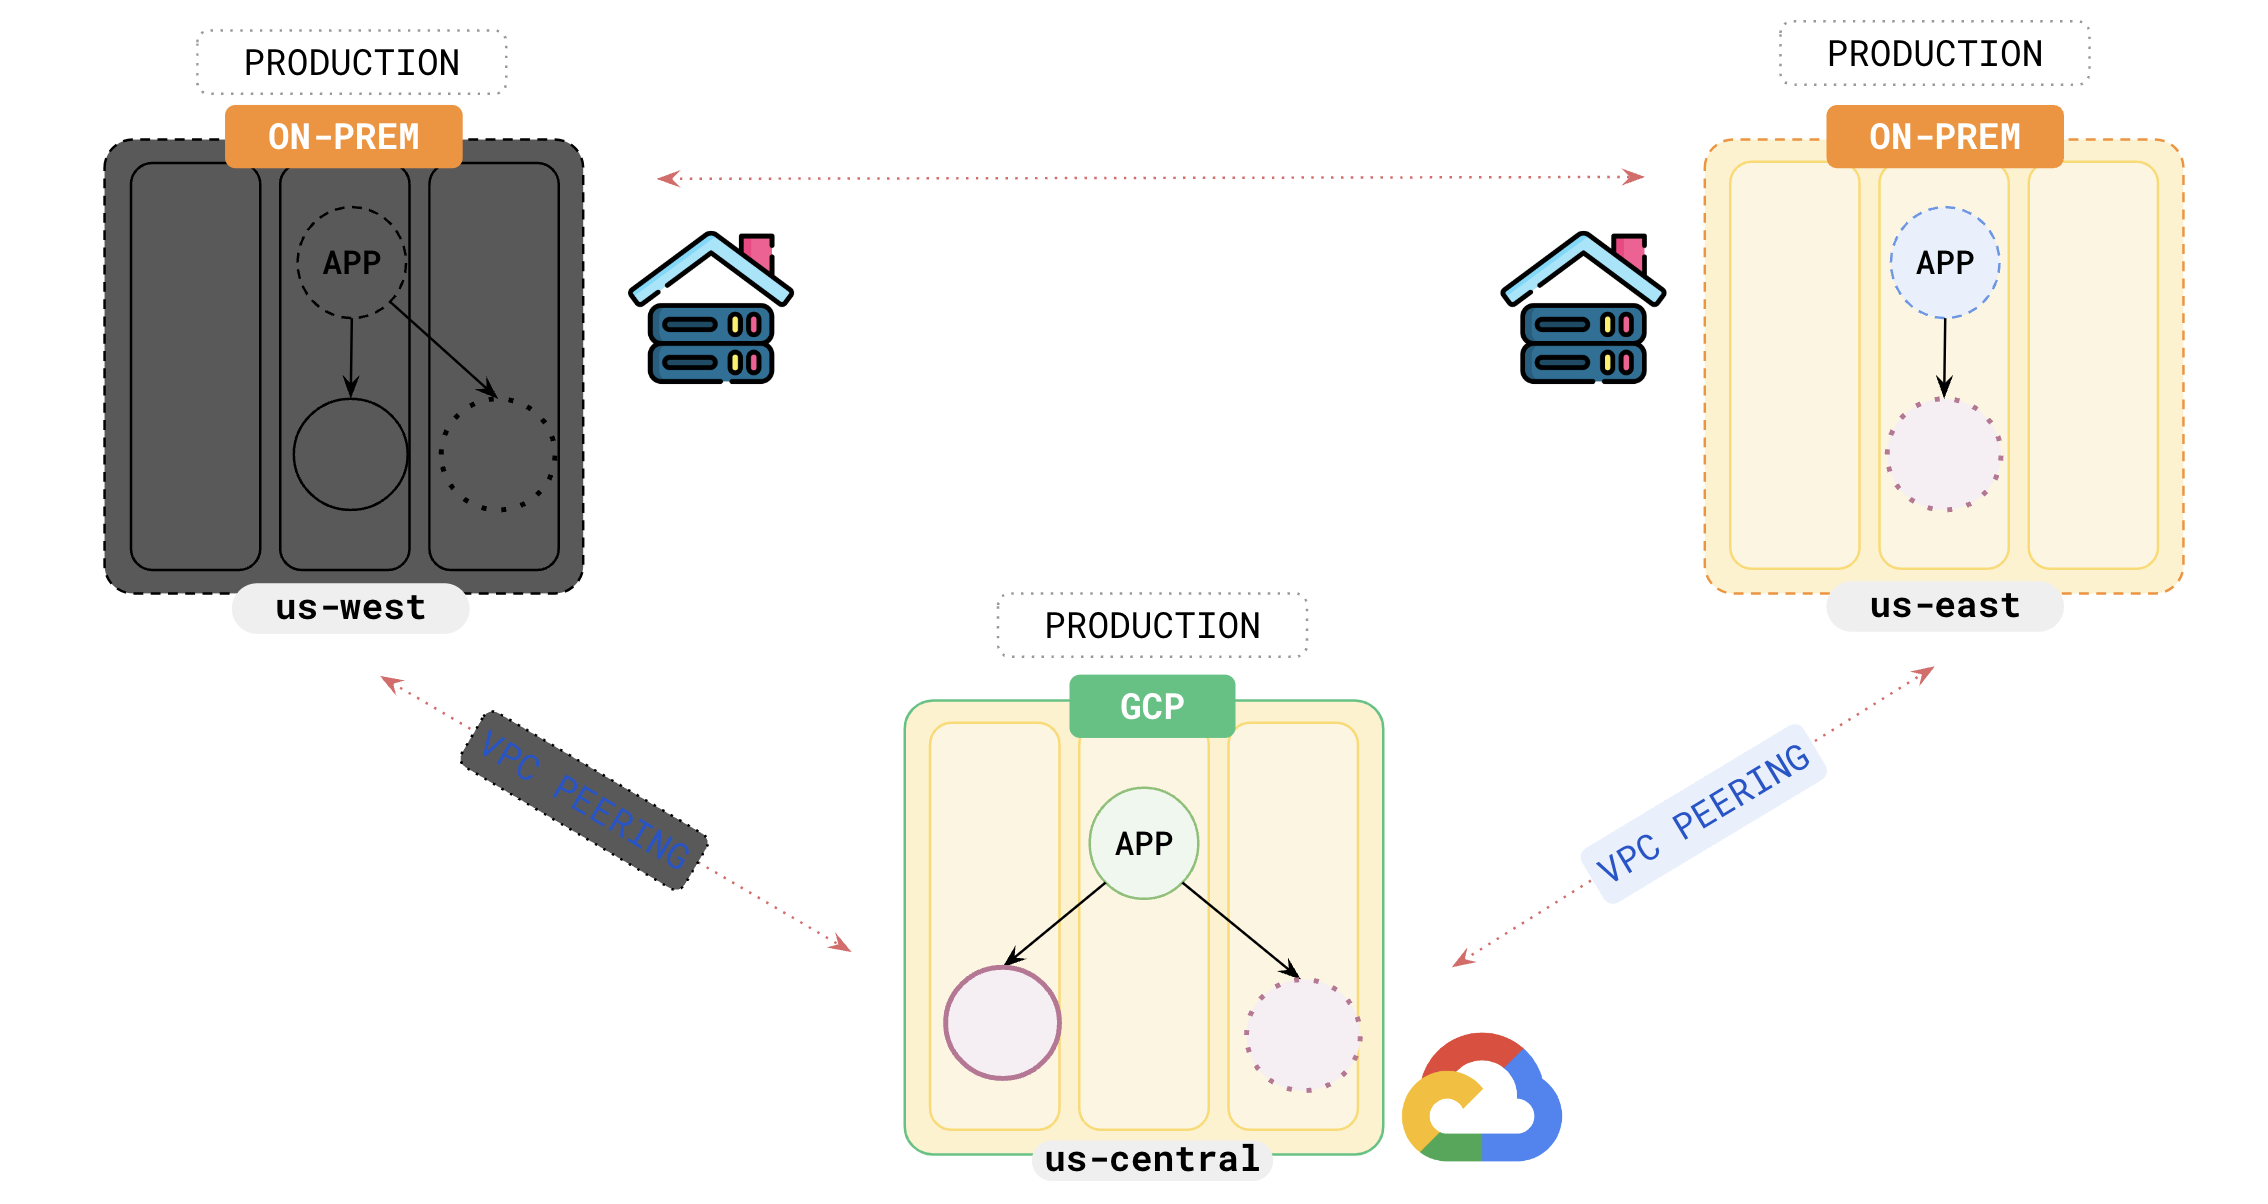 PRODUCTION
PRODUCTION
ON-PREM
ON-PREM
APP
APP
us-west
us-east
PRODUCTION
GCP
VPC PEERING
VPC PEERING
APP
us-central